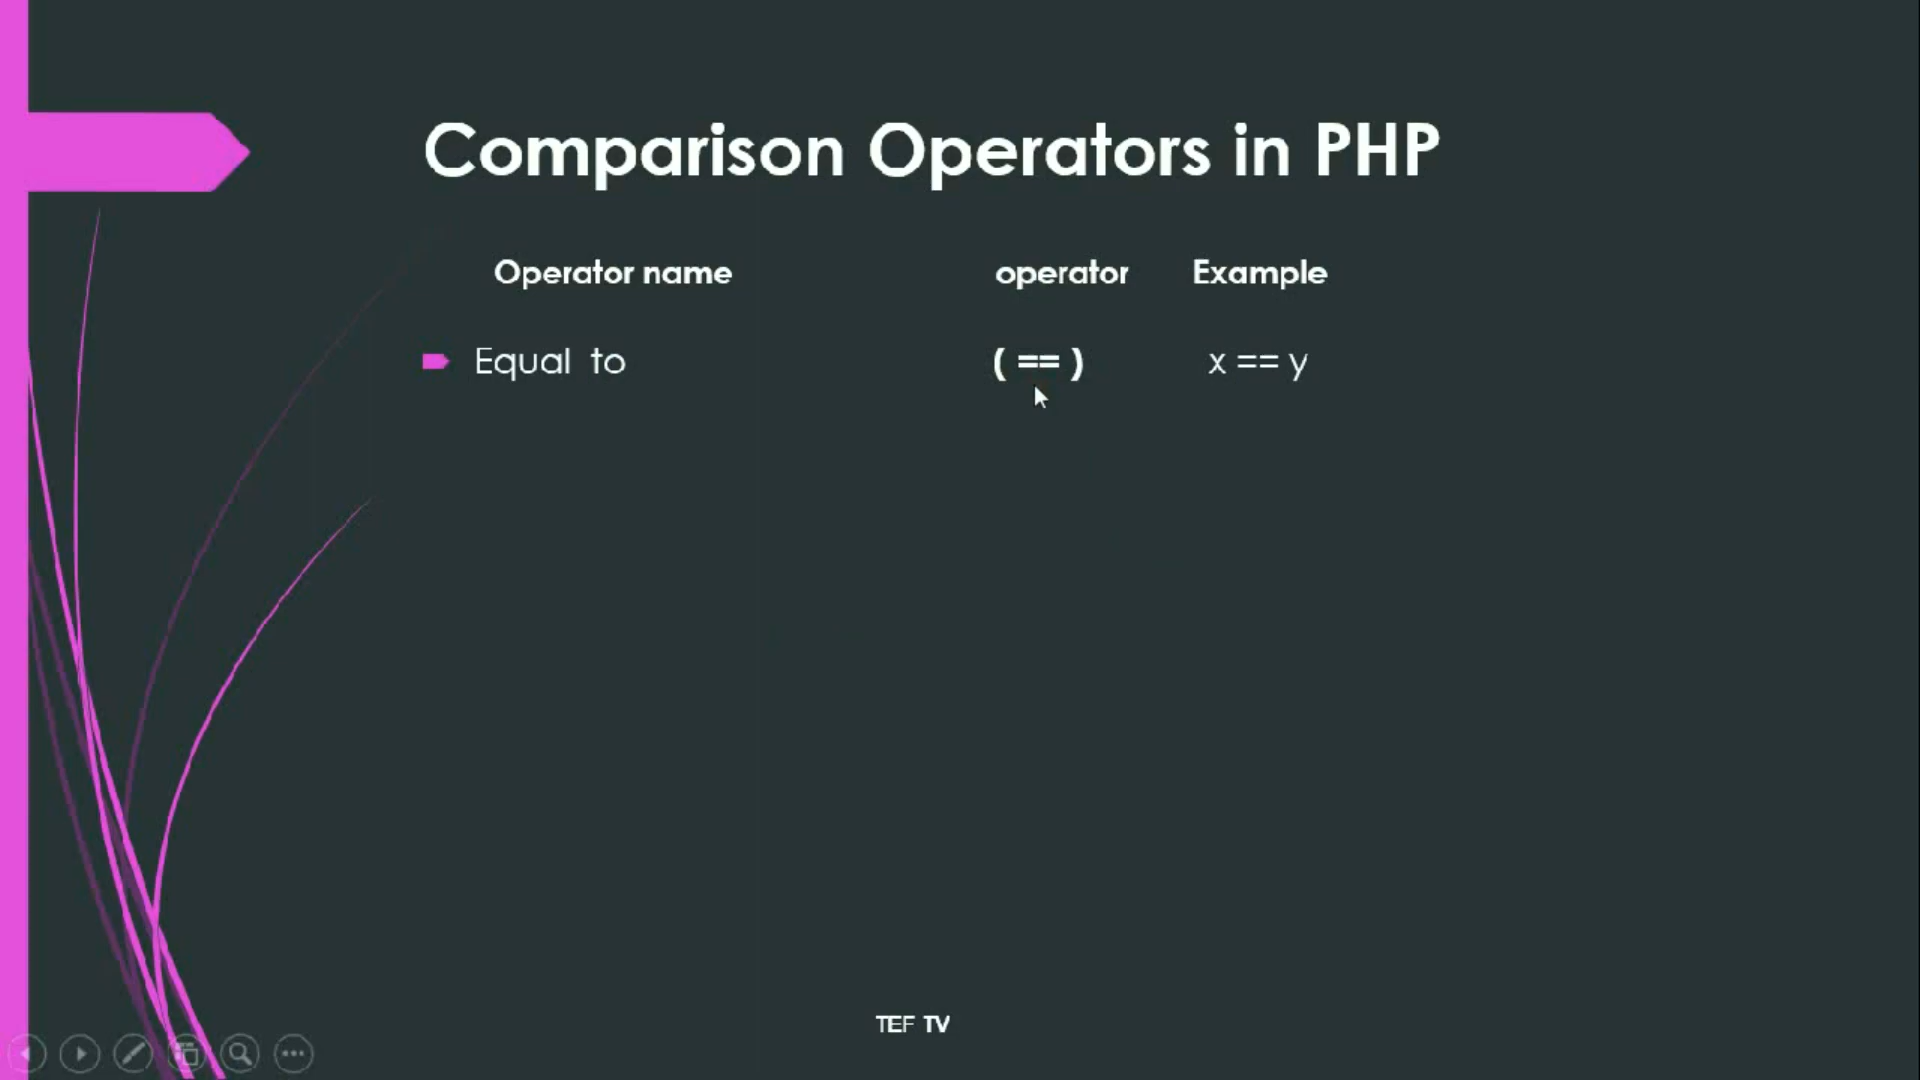 Comparison Operators in PHP
Operator name operator Example
Equal to ( == ) x == y
TEF TV